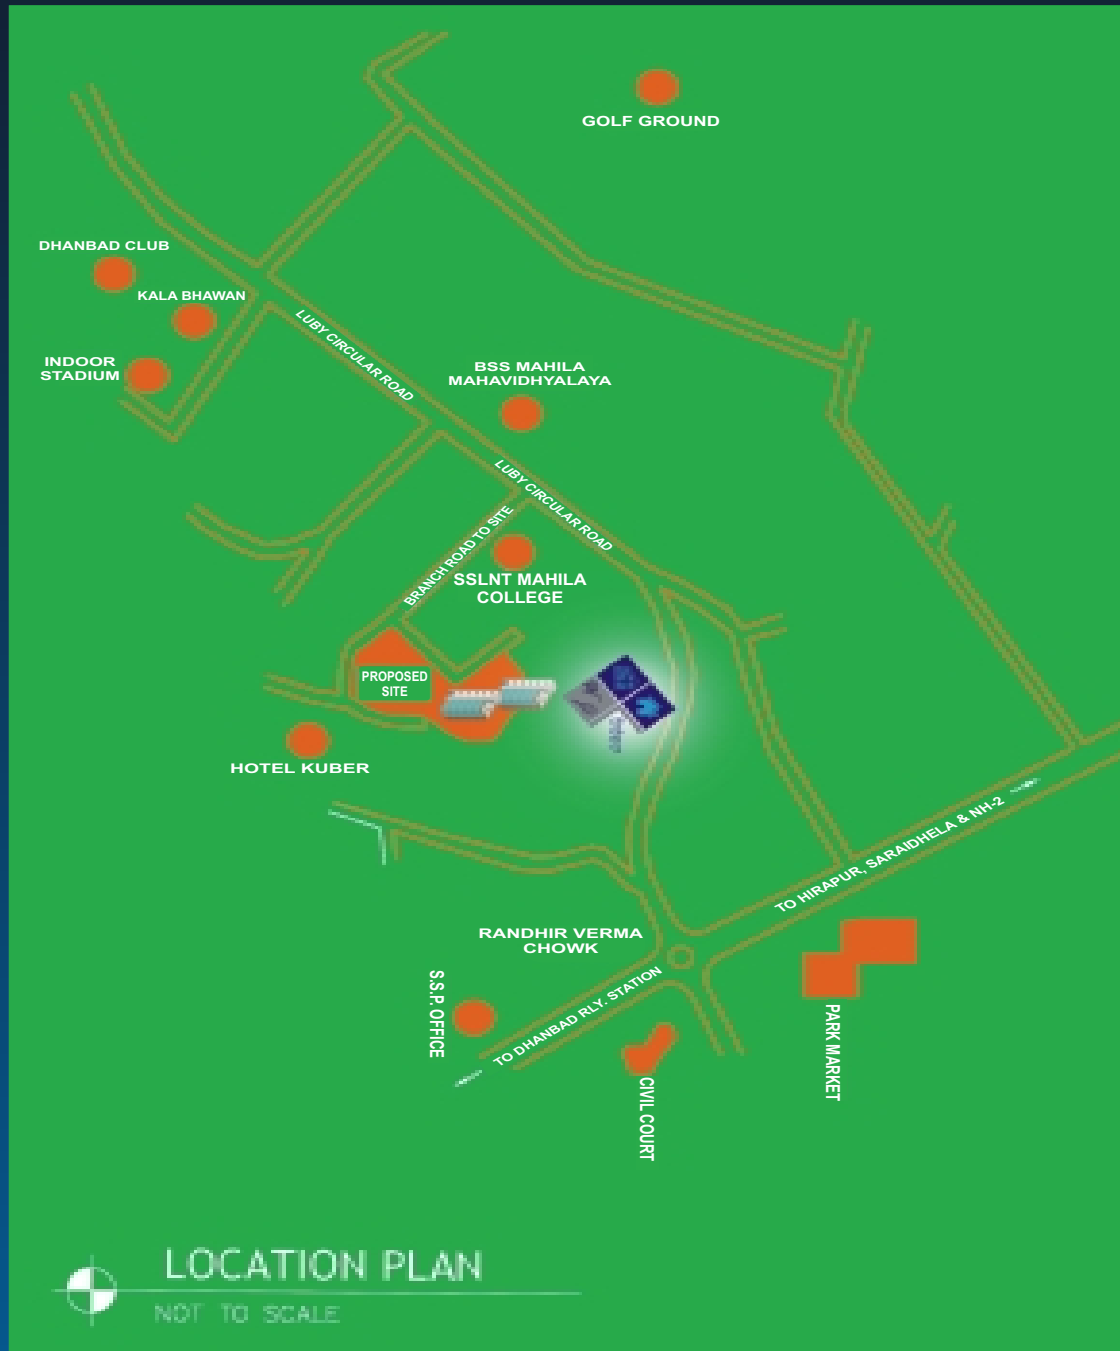 GOLF GROUND
DHANBAD CLUB
KALA BHAWAN
LUBY CIRCULAR ROAD
INDOOR
STADIUM
BSS MAHILA
MAHAVIDHYALAYA
LUBY CIRCULAR ROAD
BRANCH ROAD TO SITE
SSLNT MAHILA
COLLEGE
PROPOSED
SITE
HOTEL KUBER
TO HIRAPUR, SARAIDHELA & NH-2
RANDHIR VERMA
CHOWK
S.S.P. OFFICE
TO DHANBAD RLY. STATION
PARK MARKET
CIVIL COURT
LOCATION PLAN
NOT TO SCALE